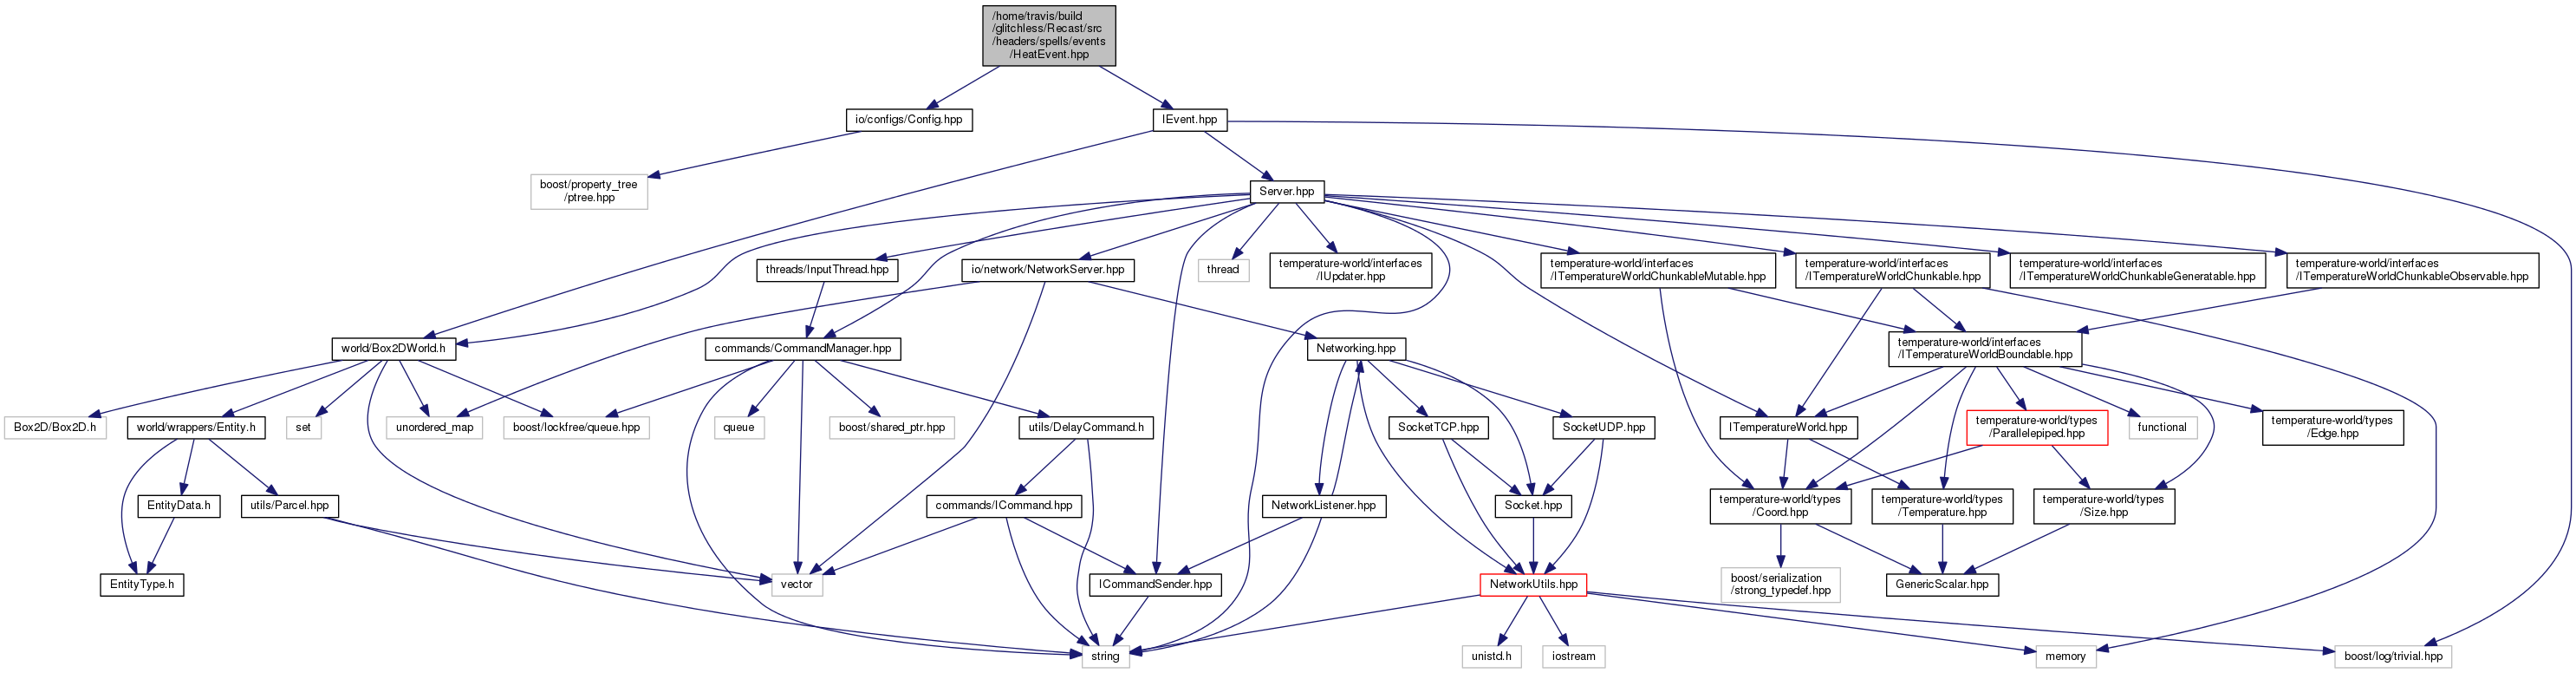 /home/travis/build
/glitchless/Recast/src
/headers/spells/events
/HeatEvent.hpp
io/configs/Config.hpp
IEvent.hpp
boost/property_tree
/ptree.hpp
Server.hpp
threads/InputThread.hpp
io/network/NetworkServer.hpp
thread
temperature-world/interfaces
/IUpdater.hpp
temperature-world/interfaces
/ITemperatureWorldChunkableMutable.hpp
temperature-world/interfaces
/ITemperatureWorldChunkable.hpp
temperature-world/interfaces
/ITemperatureWorldChunkableGeneratable.hpp
temperature-world/interfaces
/ITemperatureWorldChunkableObservable.hpp
world/Box2DWorld.h
commands/CommandManager.hpp
Networking.hpp
temperature-world/interfaces
/ITemperatureWorldBoundable.hpp
Box2D/Box2D.h
world/wrappers/Entity.h
set
unordered_map
boost/lockfree/queue.hpp
queue
boost/shared_ptr.hpp
utils/DelayCommand.h
SocketTCP.hpp
SocketUDP.hpp
ITemperatureWorld.hpp
temperature-world/types
/Parallelepiped.hpp
functional
temperature-world/types
/Edge.hpp
EntityData.h
utils/Parcel.hpp
commands/ICommand.hpp
NetworkListener.hpp
Socket.hpp
temperature-world/types
/Coord.hpp
temperature-world/types
/Temperature.hpp
temperature-world/types
/Size.hpp
EntityType.h
vector
ICommandSender.hpp
NetworkUtils.hpp
boost/serialization
/strong_typedef.hpp
GenericScalar.hpp
string
unistd.h
iostream
memory
boost/log/trivial.hpp